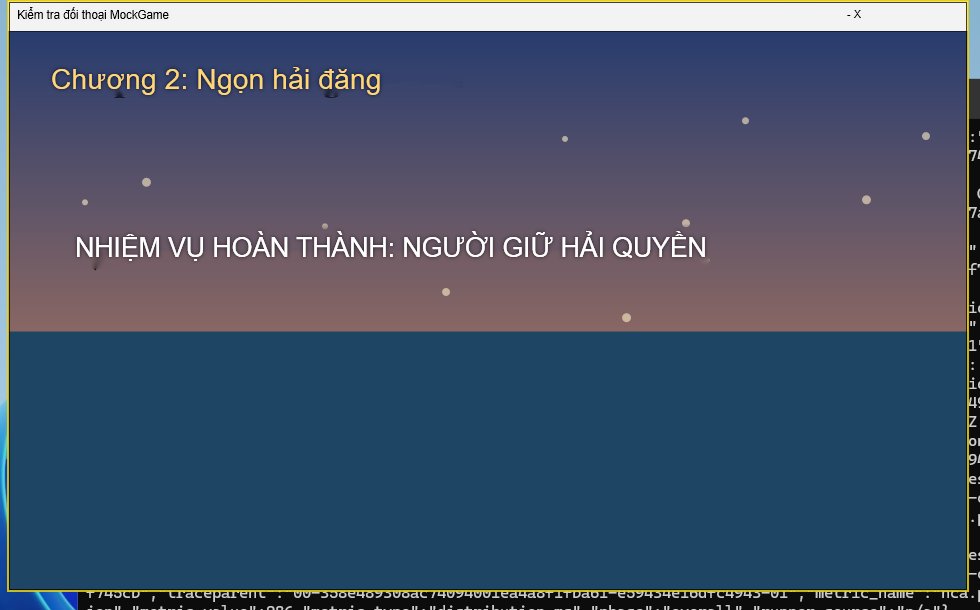 Kiểm tra đối thoại MockGame
- X
Chương 2: Ngọn hải đăng
NHIỆM VỤ HOÀN THÀNH: NGƯỜI GIỮ HẢI QUYỀN